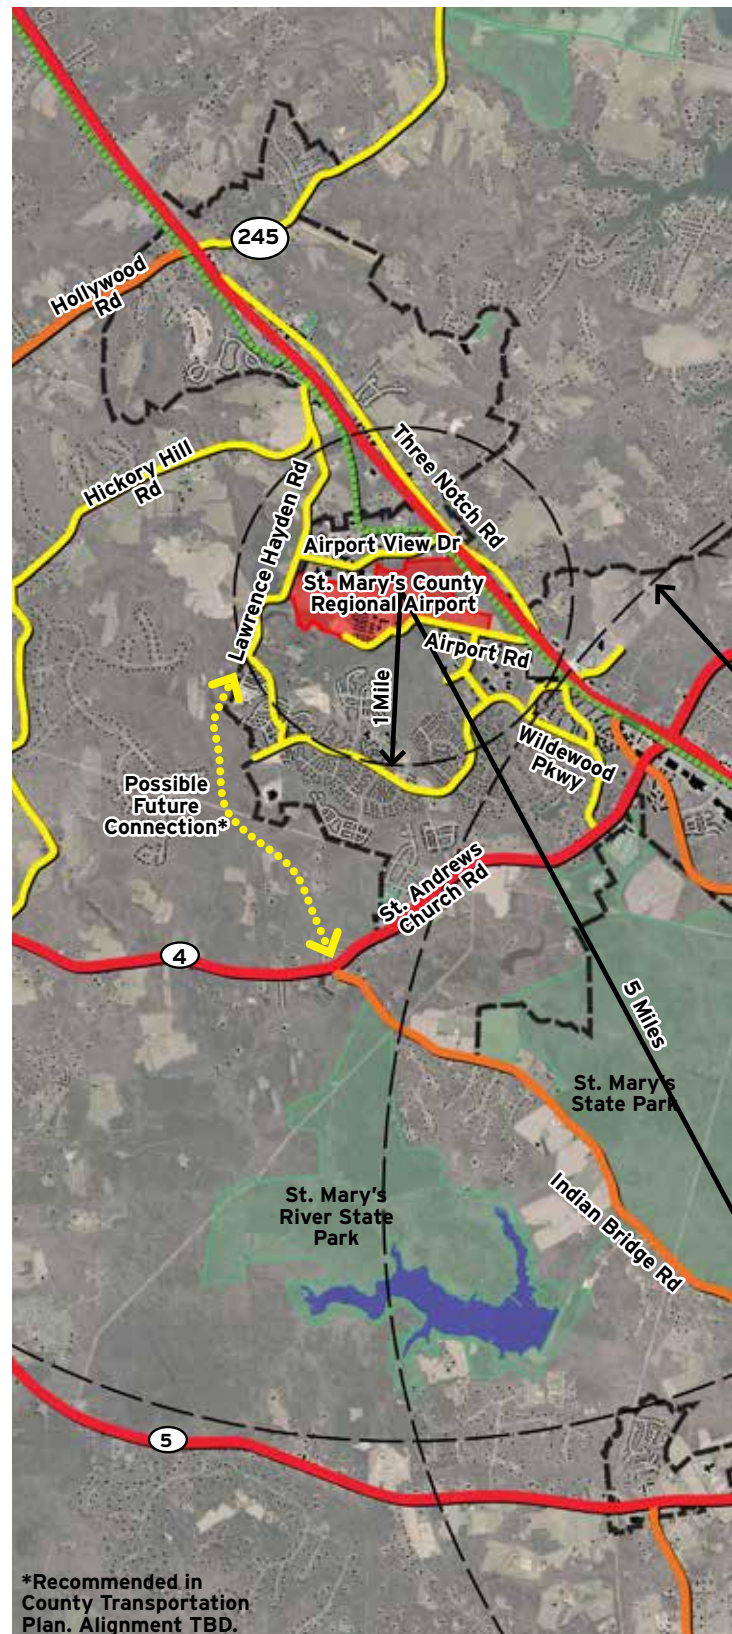 245
Hollywood
Rd
Three Notch Rd
Hickory Hill
Rd
Lawrence Hayden Rd
Airport View Dr
St. Mary's County
Regional Airport
Airport Rd
1 Mile
Wildewood
Pkwy
Possible
Future
Connection*
St. Andrews
Church Rd
4
5 Miles
St. Mary's
State Park
St. Mary's
River State
Park
Indian Bridge Rd
5
*Recommended in
County Transportation
Plan. Alignment TBD.